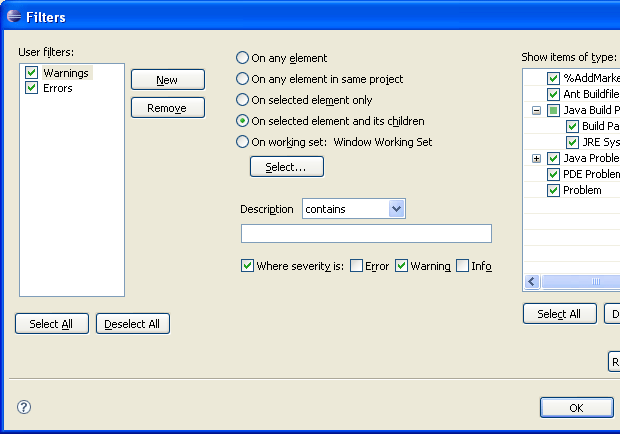 Filters
User filters:
Warnings
Errors
New
Remove
On any element
On any element in same project
On selected element only
On selected element and its children
On working set: Window Working Set
Select...
Description contains
Where severity is: Error Warning Info
Show items of type:
%AddMarke
Ant Buildfile
Java Build P
Build Pa
JRE Sys
Java Proble
PDE Problem
Problem
Select All
Deselect All
Select All
D
R
OK